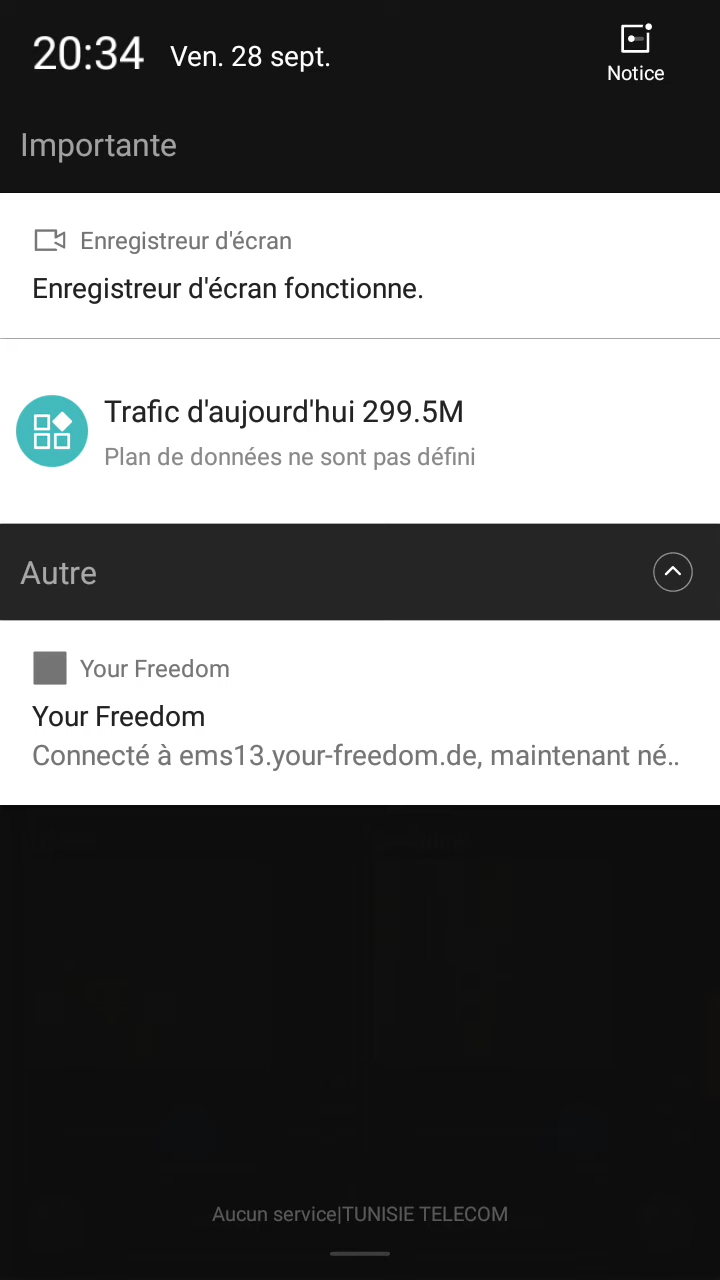 20:34 Ven. 28 sept.
Notice
Importante
Enregistreur d'écran
Enregistreur d'écran fonctionne.
Trafic d'aujourd'hui 299.5M
Plan de données ne sont pas défini
Autre
Your Freedom
Your Freedom
Connecté à ems13.your-freedom.de, maintenant né..
Aucun service|TUNISIE TELECOM